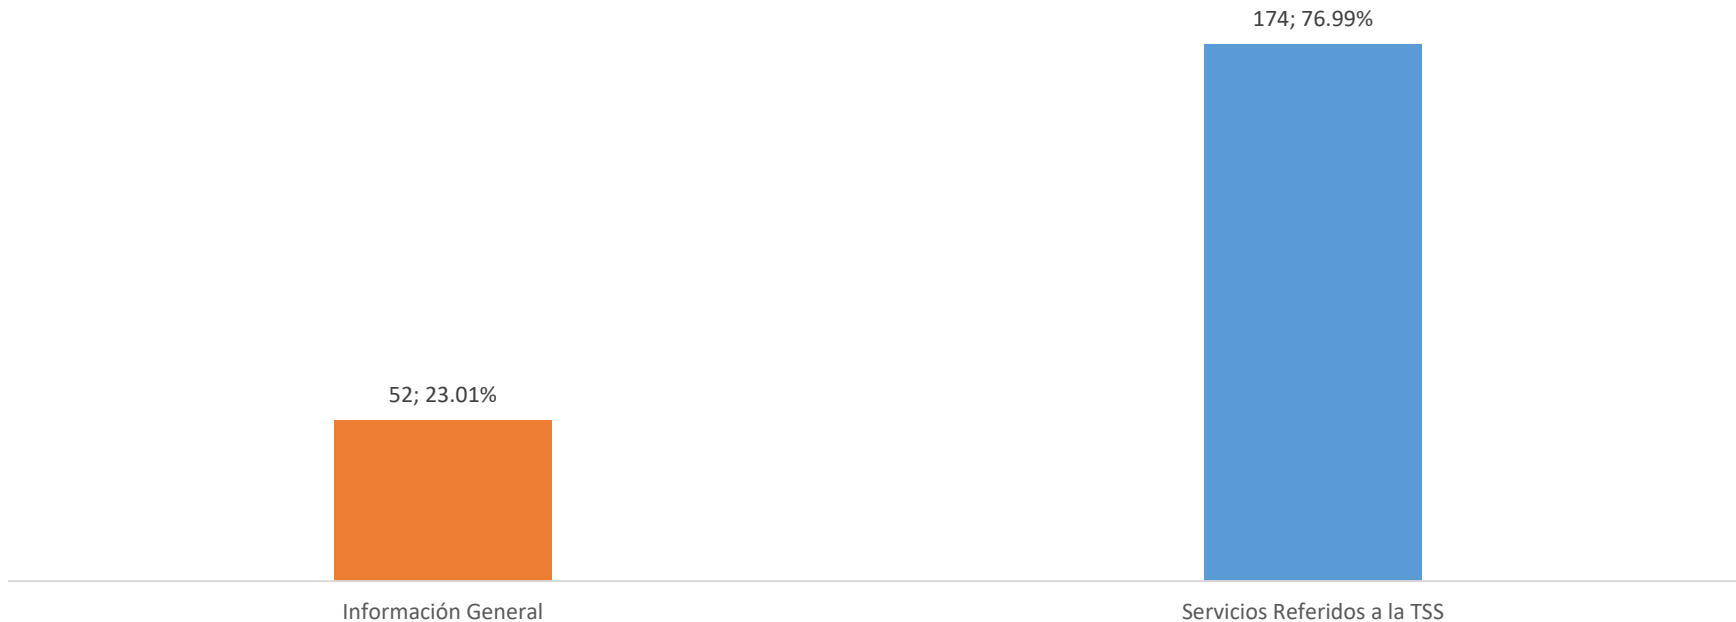 174; 76.99%
52; 23.01%
Información General
Servicios Referidos a la TSS